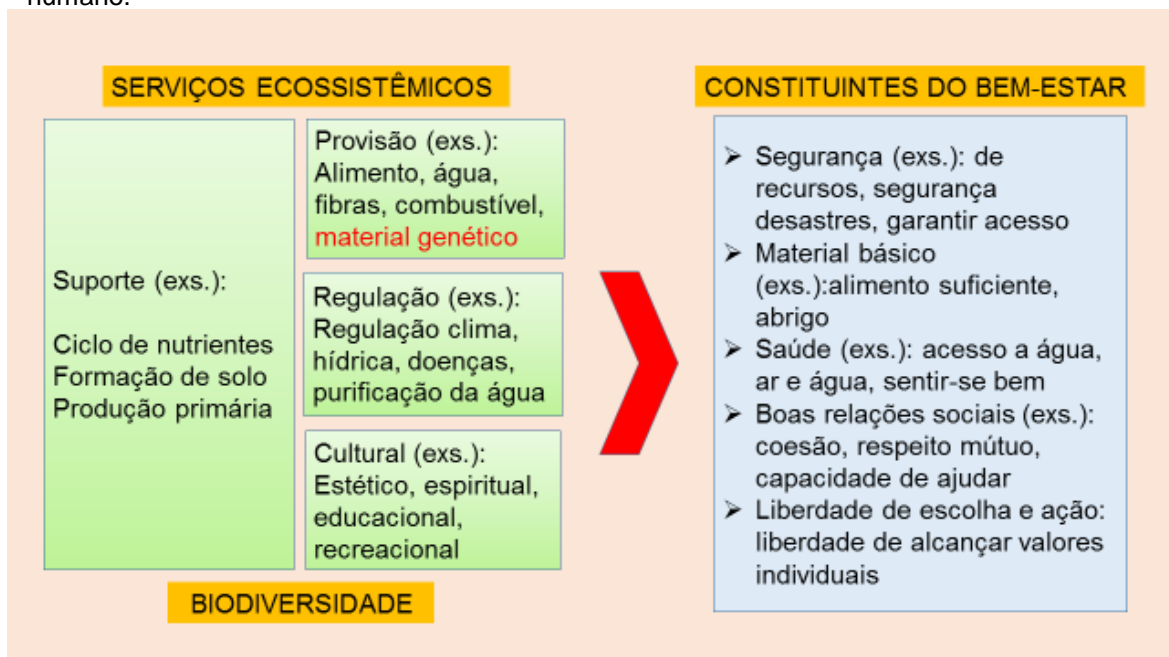 humano.
SERVIÇOS ECOSSISTÊMICOS
Suporte (exs.):
Ciclo de nutrientes
Formação de solo
Produção primária
Provisão (exs.):
Alimento, água,
fibras, combustível,
material genético
Regulação (exs.):
Regulação clima,
hídrica, doenças,
purificação da água
Cultural (exs.):
Estético, espiritual,
educacional,
recreacional
BIODIVERSIDADE
CONSTITUINTES DO BEM-ESTAR
➢ Segurança (exs.): de
recursos, segurança
desastres, garantir acesso
➢ Material básico
(exs.):alimento suficiente,
abrigo
➢ Saúde (exs.): acesso a água,
ar e água, sentir-se bem
➢ Boas relações sociais (exs.):
coesão, respeito mútuo,
capacidade de ajudar
➢ Liberdade de escolha e ação:
liberdade de alcançar valores
individuais